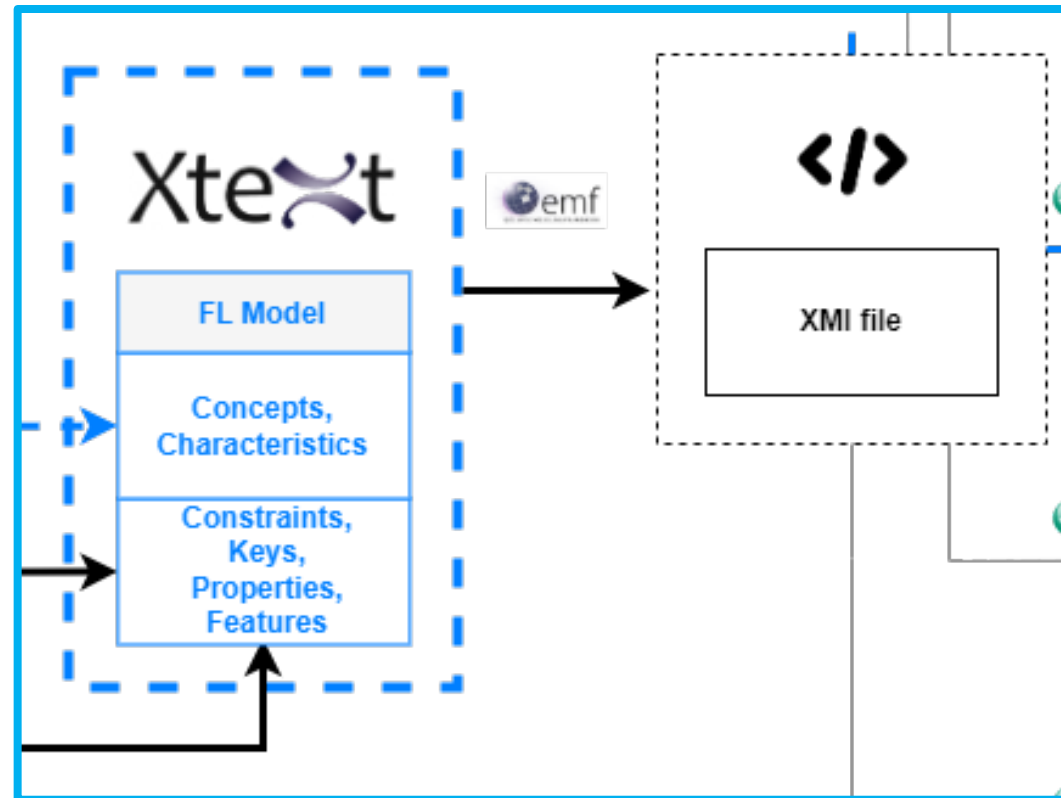 Xtext
emf
FL Model
Concepts,
Characteristics
Constraints,
Keys,
Properties,
Features
</>
XMI file